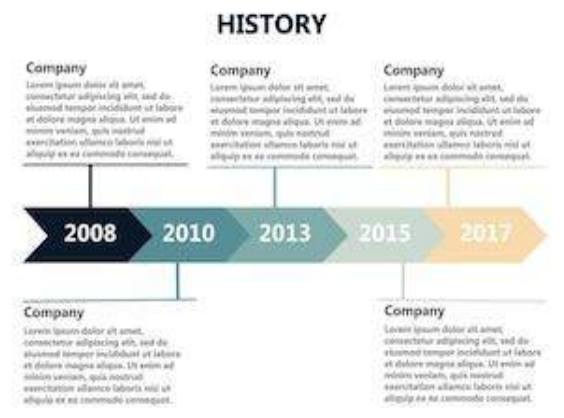 HISTORY
Company
Lorem ipsum dolor sit amet,
consectetur adipiscing elit, sed do
eiusmod tempor incididunt ut labore
et dolore magna aliqua. Ut enim ad
minim veniam, quis nostrud
exercitation ullamco laboris nisi ut
aliquip ex ea commodo consequat.
Company
Lorem ipsum dolor sit amet,
consectetur adipiscing elit, sed do
eiusmod tempor incididunt ut labore
et dolore magna aliqua. Ut enim ad
minim veniam, quis nostrud
exercitation ullamco laboris nisi ut
aliquip ex ea commodo consequat.
Company
Lorem ipsum dolor sit amet,
consectetur adipiscing elit, sed do
eiusmod tempor incididunt ut labore
et dolore magna aliqua. Ut enim ad
minim veniam, quis nostrud
exercitation ullamco laboris nisi ut
aliquip ex ea commodo consequat.
2008 2010 2013 2015 2017
Company
Lorem ipsum dolor sit amet,
consectetur adipiscing elit, sed do
eiusmod tempor incididunt ut labore
et dolore magna aliqua. Ut enim ad
minim veniam, quis nostrud
exercitation ullamco laboris nisi ut
aliquip ex ea commodo consequat.
Company
Lorem ipsum dolor sit amet,
consectetur adipiscing elit, sed do
eiusmod tempor incididunt ut labore
et dolore magna aliqua. Ut enim ad
minim veniam, quis nostrud
exercitation ullamco laboris nisi ut
aliquip ex ea commodo consequat.